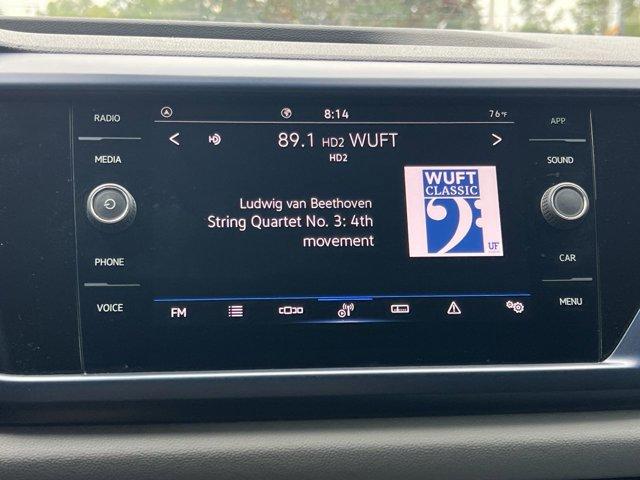 RADIO
MEDIA
PHONE
VOICE
8:14
76°F
89.1 HD2 WUFT
HD2
Ludwig van Beethoven
String Quartet No. 3: 4th
movement
WUFT
CLASSIC
UF
FM
APP
SOUND
CAR
MENU